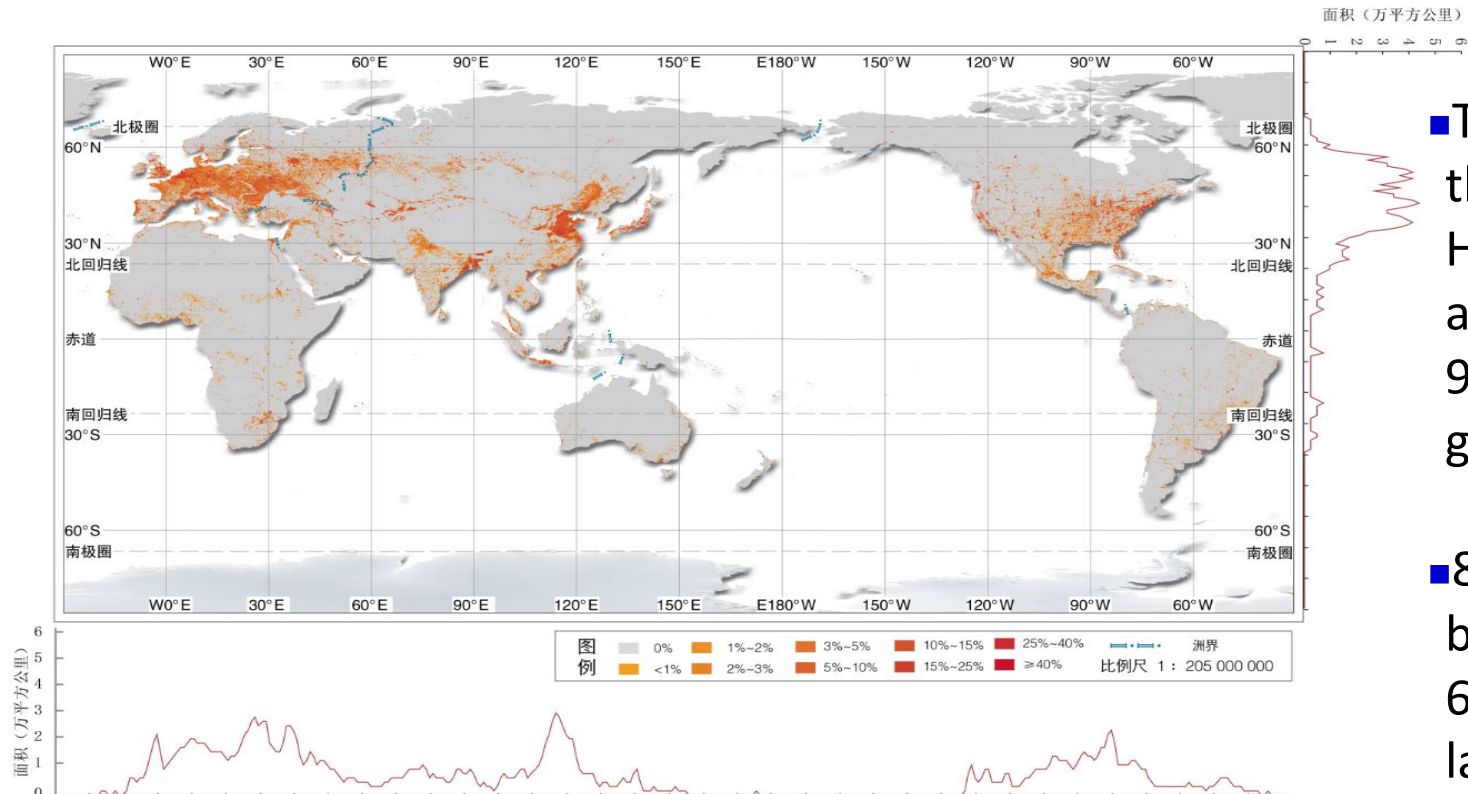 面积（万平方公里）
0 1 2 3 4 5 6
W0°E 30°E 60°E 90°E 120°E 150°E E180°W 150°W 120°W 90°W 60°W
北极圈 北极圈
60°N 60°N
30°N 30°N
北回归线 北回归线
赤道 赤道
南回归线 南回归线
30°S 30°S
60°S 60°S
南极圈 南极圈
W0°E 30°E 60°E 90°E 120°E 150°E E180°W 150°W 120°W 90°W 60°W
图例
0% 1%~2% 3%~5% 10%~15% 25%~40% 洲界
<1% 2%~3% 5%~10% 15%~25% ≥40% 比例尺 1：205 000 000
面积（万平方公里）
6
5
4
3
2
1
0
▪T
th
H
a
9
g
▪8
b
6
la